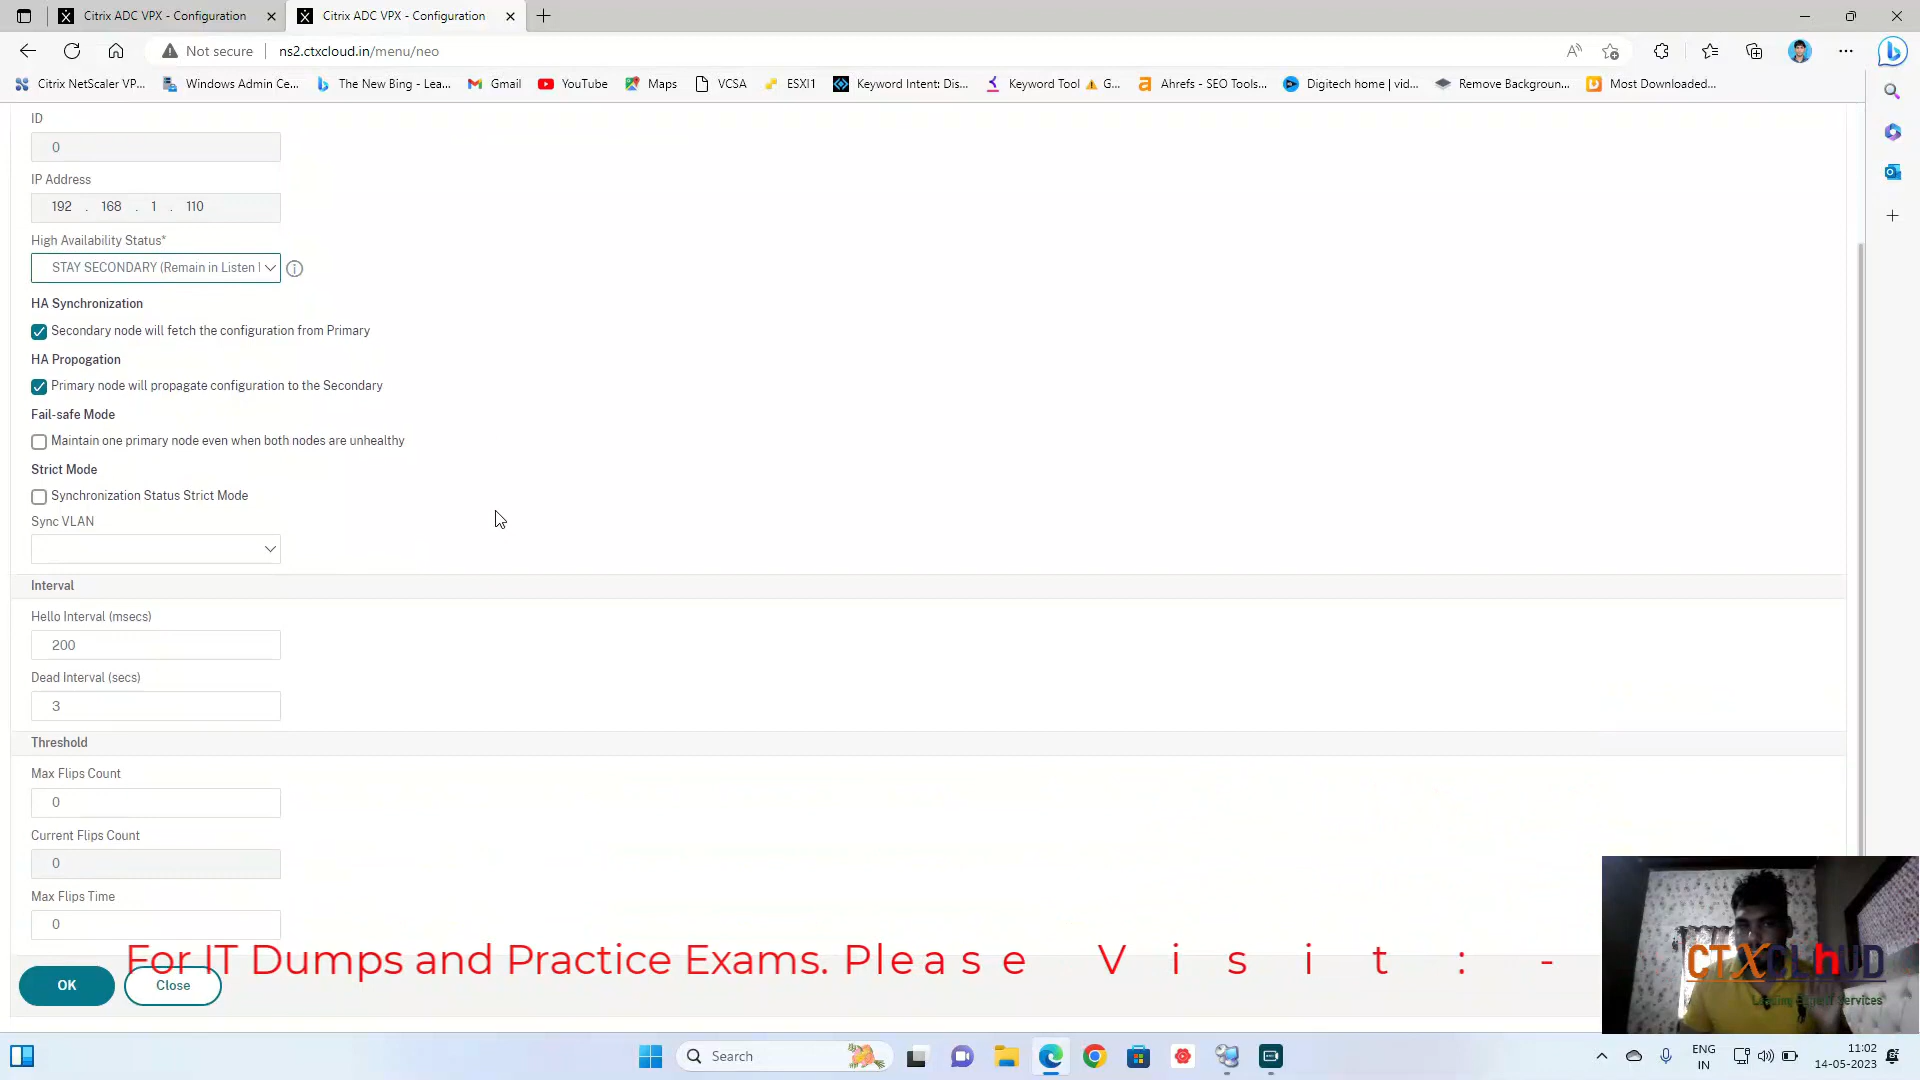 Citrix ADC VPX - Configuration
Citrix ADC VPX - Configuration
Not secure
ns2.ctxcloud.in/menu/neo
Citrix NetScaler VP...
Windows Admin Ce...
The New Bing - Lea...
Gmail
YouTube
Maps
VCSA
ESXI1
Keyword Intent: Dis...
Keyword Tool ⚠ G...
Ahrefs - SEO Tools...
Digitech home | vid...
Remove Backgroun...
Most Downloaded...
ID
0
IP Address
192 . 168 . 1 . 110
High Availability Status*
STAY SECONDARY (Remain in Listen
HA Synchronization
Secondary node will fetch the configuration from Primary
HA Propogation
Primary node will propagate configuration to the Secondary
Fail-safe Mode
Maintain one primary node even when both nodes are unhealthy
Strict Mode
Synchronization Status Strict Mode
Sync VLAN
Interval
Hello Interval (msecs)
200
Dead Interval (secs)
3
Threshold
Max Flips Count
0
Current Flips Count
0
Max Flips Time
0
For IT Dumps and Practice Exams. Please Visit : -
OK
Close
CTXCLhUD
Search
ENG
IN
11:02
14-05-2023